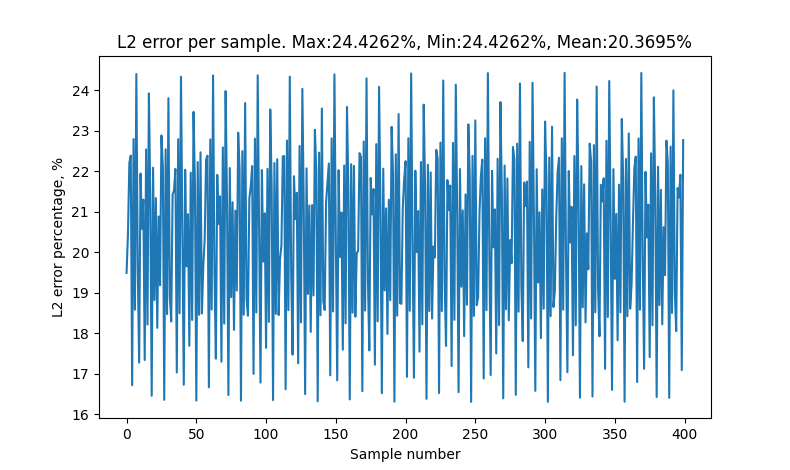 L2 error per sample. Max:24.4262%, Min:24.4262%, Mean:20.3695%
L2 error percentage, %
24
23
22
21
20
19
18
17
16
0 50 100 150 200 250 300 350 400
Sample number